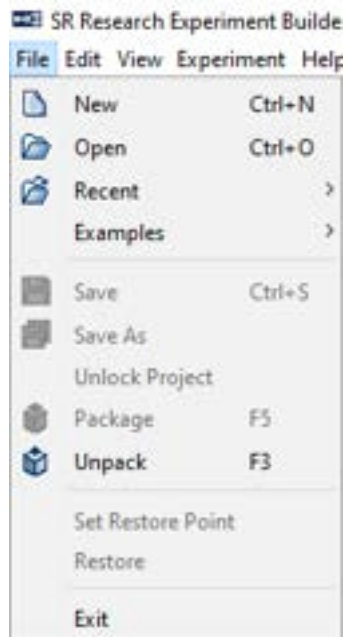 SR Research Experiment Builde
File Edit View Experiment Help
New Ctrl+N
Open Ctrl+O
Recent
Examples
Save Ctrl+S
Save As
Unlock Project
Package F5
Unpack F3
Set Restore Point
Restore
Exit